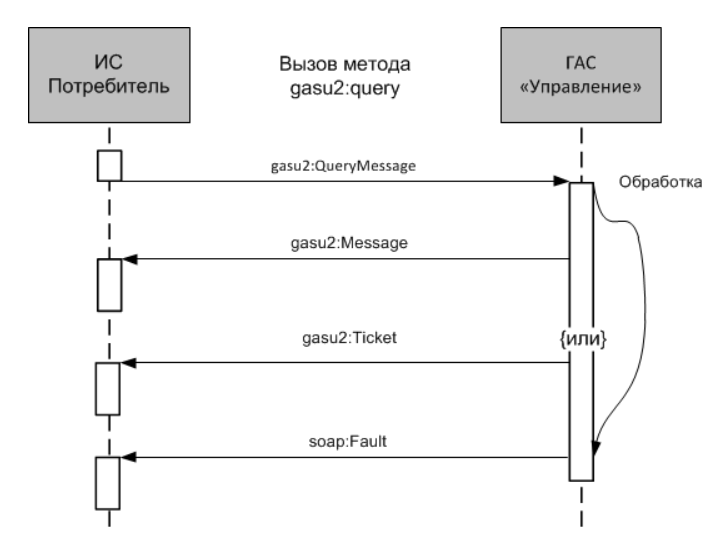 ИС
Потребитель
Вызов метода
gasu2:query
ГАС
«Управление»
gasu2:QueryMessage
Обработка
gasu2:Message
gasu2:Ticket
{или}
soap:Fault